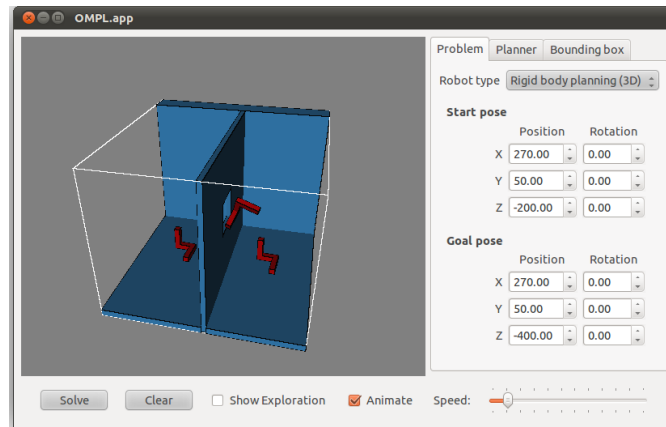 OMPL.app
Problem Planner Bounding box
Robot type Rigid body planning (3D)
Start pose
Position Rotation
X 270.00 0.00
Y 50.00 0.00
Z -200.00 0.00
Goal pose
Position Rotation
X 270.00 0.00
Y 50.00 0.00
Z -400.00 0.00
Solve Clear Show Exploration Animate Speed: